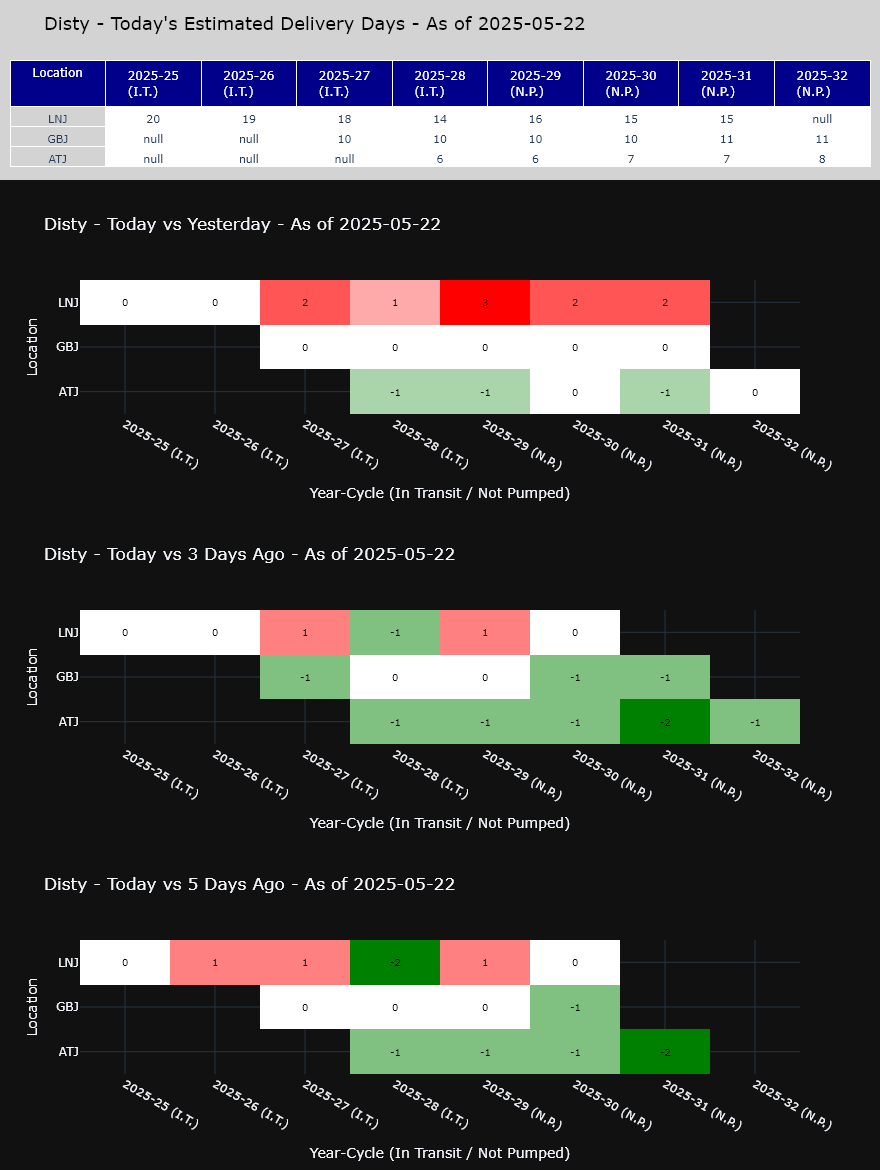 Disty - Today's Estimated Delivery Days - As of 2025-05-22
Location 2025-25 (I.T.) 2025-26 (I.T.) 2025-27 (I.T.) 2025-28 (I.T.) 2025-29 (N.P.) 2025-30 (N.P.) 2025-31 (N.P.) 2025-32 (N.P.)
LNJ 20 19 18 14 16 15 15 null
GBJ null null 10 10 10 10 11 11
ATJ null null null 6 6 7 7 8
Disty - Today vs Yesterday - As of 2025-05-22
Location
LNJ 0 0 2 1 3 2 2
GBJ 0 0 0 0 0
ATJ -1 -1 0 -1 0
2025-25 (I.T.) 2025-26 (I.T.) 2025-27 (I.T.) 2025-28 (I.T.) 2025-29 (N.P.) 2025-30 (N.P.) 2025-31 (N.P.) 2025-32 (N.P.)
Year-Cycle (In Transit / Not Pumped)
Disty - Today vs 3 Days Ago - As of 2025-05-22
Location
LNJ 0 0 1 -1 1 0
GBJ -1 0 0 -1 -1
ATJ -1 -1 -1 -2 -1
2025-25 (I.T.) 2025-26 (I.T.) 2025-27 (I.T.) 2025-28 (I.T.) 2025-29 (N.P.) 2025-30 (N.P.) 2025-31 (N.P.) 2025-32 (N.P.)
Year-Cycle (In Transit / Not Pumped)
Disty - Today vs 5 Days Ago - As of 2025-05-22
Location
LNJ 0 1 1 -2 1 0
GBJ 0 0 0 -1
ATJ -1 -1 -1 -2
2025-25 (I.T.) 2025-26 (I.T.) 2025-27 (I.T.) 2025-28 (I.T.) 2025-29 (N.P.) 2025-30 (N.P.) 2025-31 (N.P.) 2025-32 (N.P.)
Year-Cycle (In Transit / Not Pumped)